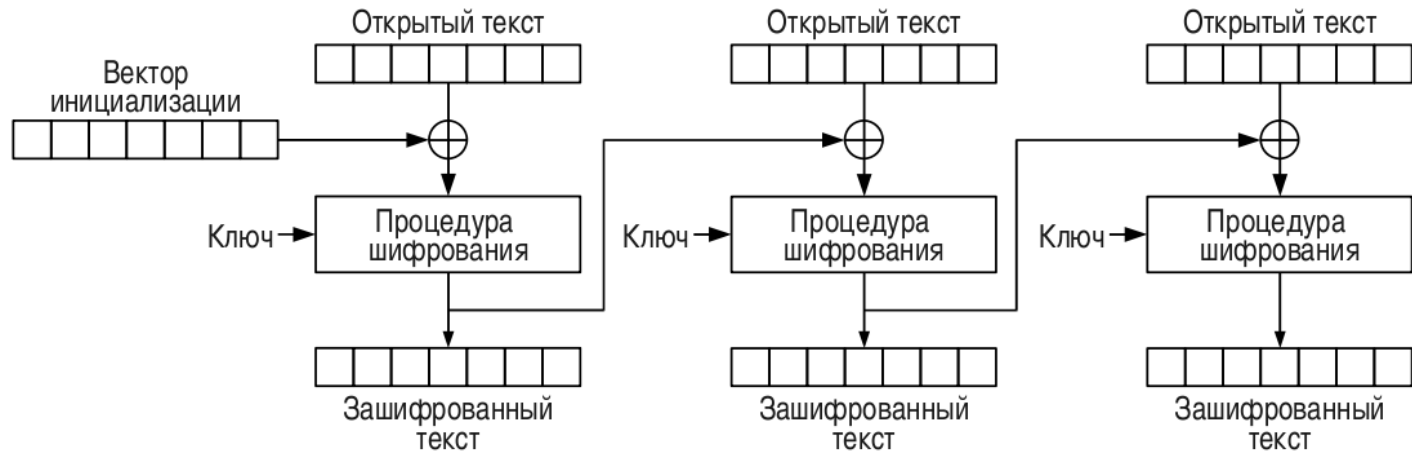 Открытый текст
Открытый текст
Открытый текст
Вектор
инициализации
Ключ
Процедура
шифрования
Ключ
Процедура
шифрования
Ключ
Процедура
шифрования
Зашифрованный
текст
Зашифрованный
текст
Зашифрованный
текст